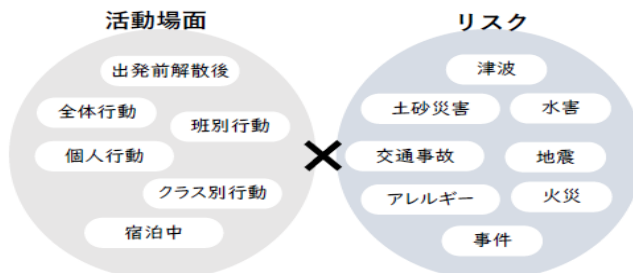 活動場面
出発前解散後
全体行動
班別行動
個人行動
クラス別行動
宿泊中
×
リスク
津波
土砂災害
水害
交通事故
地震
アレルギー
火災
事件